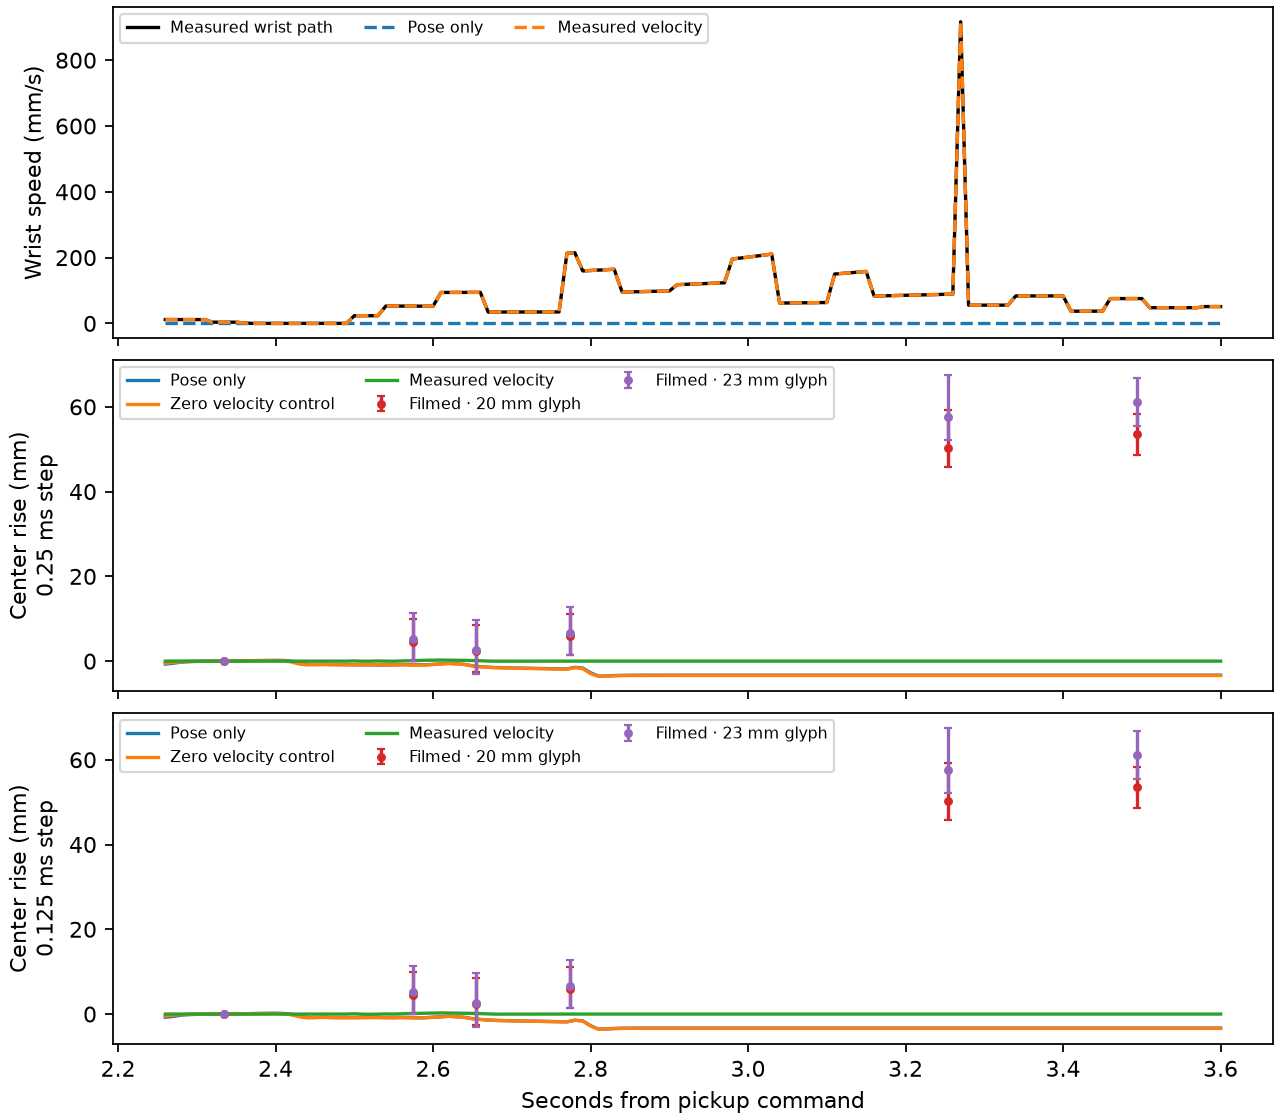 Measured wrist path Pose only Measured velocity
800
600
400
200
0
Wrist speed (mm/s)
Pose only Measured velocity Filmed · 23 mm glyph
Zero velocity control Filmed · 20 mm glyph
60
40
20
0
Center rise (mm)
0.25 ms step
Pose only Measured velocity Filmed · 23 mm glyph
Zero velocity control Filmed · 20 mm glyph
60
40
20
0
Center rise (mm)
0.125 ms step
2.2 2.4 2.6 2.8 3.0 3.2 3.4 3.6
Seconds from pickup command